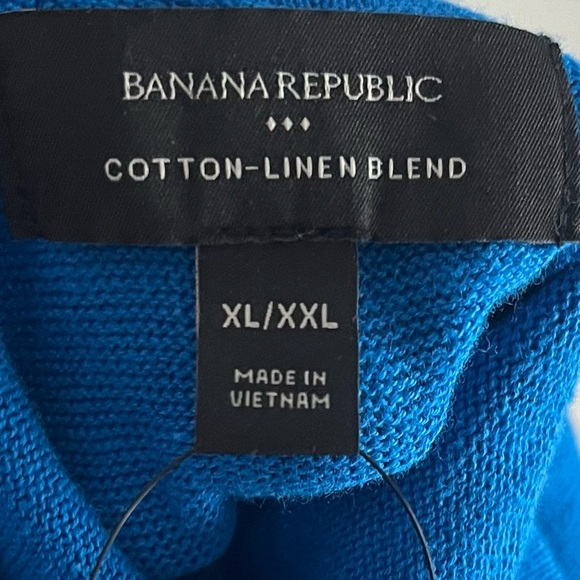 BANANA REPUBLIC
COTTON-LINEN BLEND
XL/XXL
MADE IN
VIETNAM